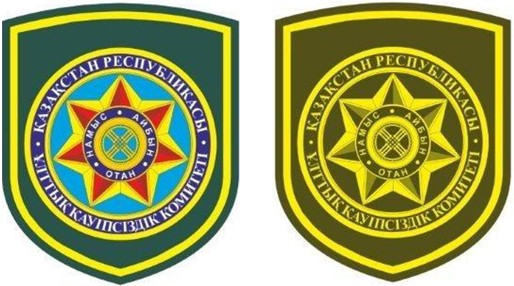 ҚАЗАҚСТАН РЕСПУБЛИКАСЫ
ҰЛТТЫҚ ҚАУІПСІЗДІК КОМИТЕТІ
НАМЫС • АЙБЫН •
ОТАН
ҚАЗАҚСТАН РЕСПУБЛИКАСЫ
ҰЛТТЫҚ ҚАУІПСІЗДІК КОМИТЕТІ
НАМЫС • АЙБЫН •
ОТАН